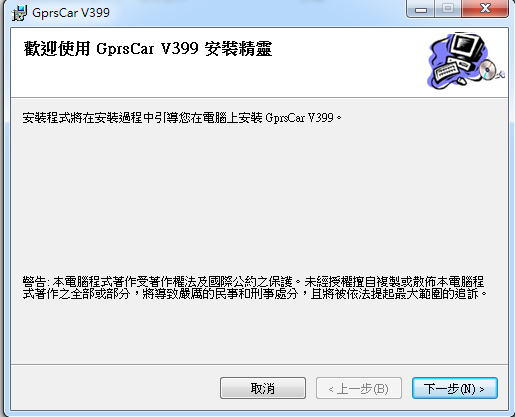 GprsCar V399
歡迎使用 GprsCar V399 安裝精靈
安裝程式將在安裝過程中引導您在電腦上安裝 GprsCar V399。
警告: 本電腦程式著作受著作權法及國際公約之保護。未經授權擅自複製或散佈本電腦程
式著作之全部或部分，將導致嚴厲的民事和刑事處分，且將被依法提起最大範圍的追訴。
取消
< 上一步(B)
下一步(N) >